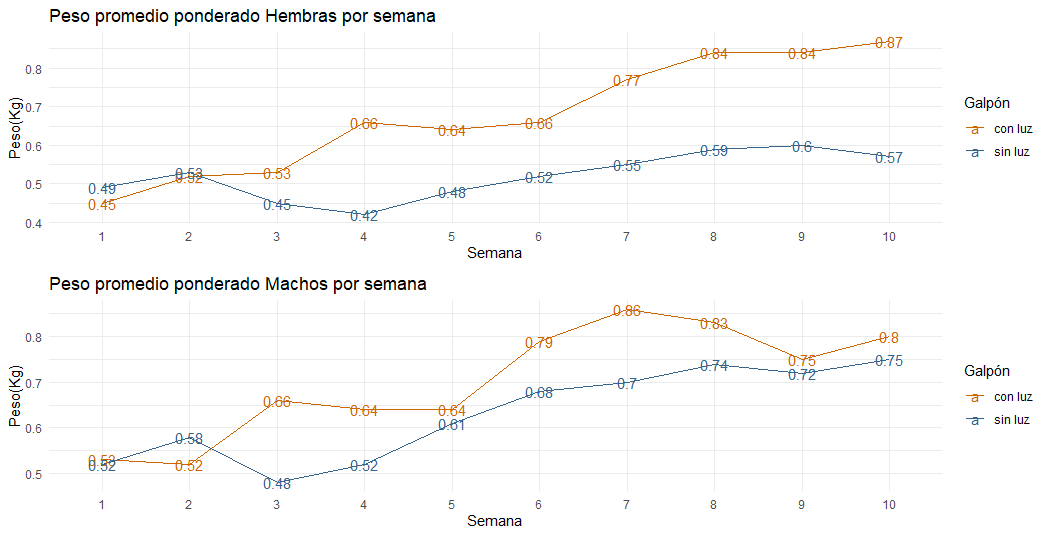 Peso promedio ponderado Hembras por semana
Peso(Kg)
0.8
0.7
0.6
0.5
0.4
0.45 0.52 0.53 0.66 0.64 0.66 0.77 0.84 0.84 0.87
0.49 0.53 0.45 0.42 0.48 0.52 0.55 0.59 0.6 0.57
1 2 3 4 5 6 7 8 9 10
Semana
Galpón
a con luz
a sin luz
Peso promedio ponderado Machos por semana
Peso(Kg)
0.8
0.7
0.6
0.5
0.53 0.52 0.66 0.64 0.64 0.79 0.86 0.83 0.75 0.8
0.52 0.58 0.48 0.52 0.61 0.68 0.7 0.74 0.72 0.75
1 2 3 4 5 6 7 8 9 10
Semana
Galpón
a con luz
a sin luz